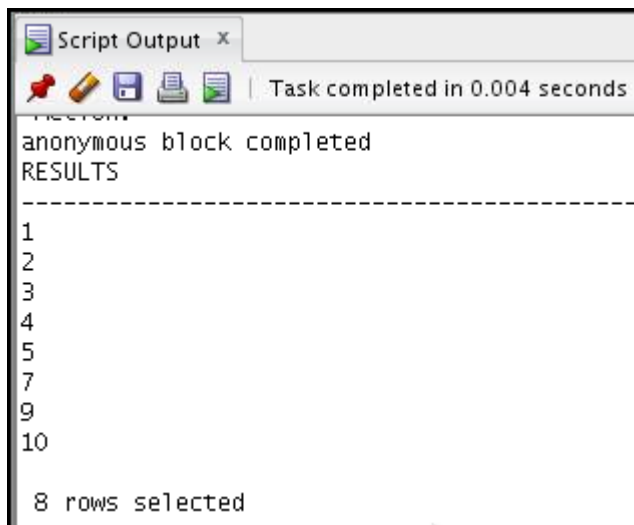 Script Output x
Task completed in 0.004 seconds
anonymous block completed
RESULTS
--------------------------------------------
1
2
3
4
5
7
9
10
8 rows selected